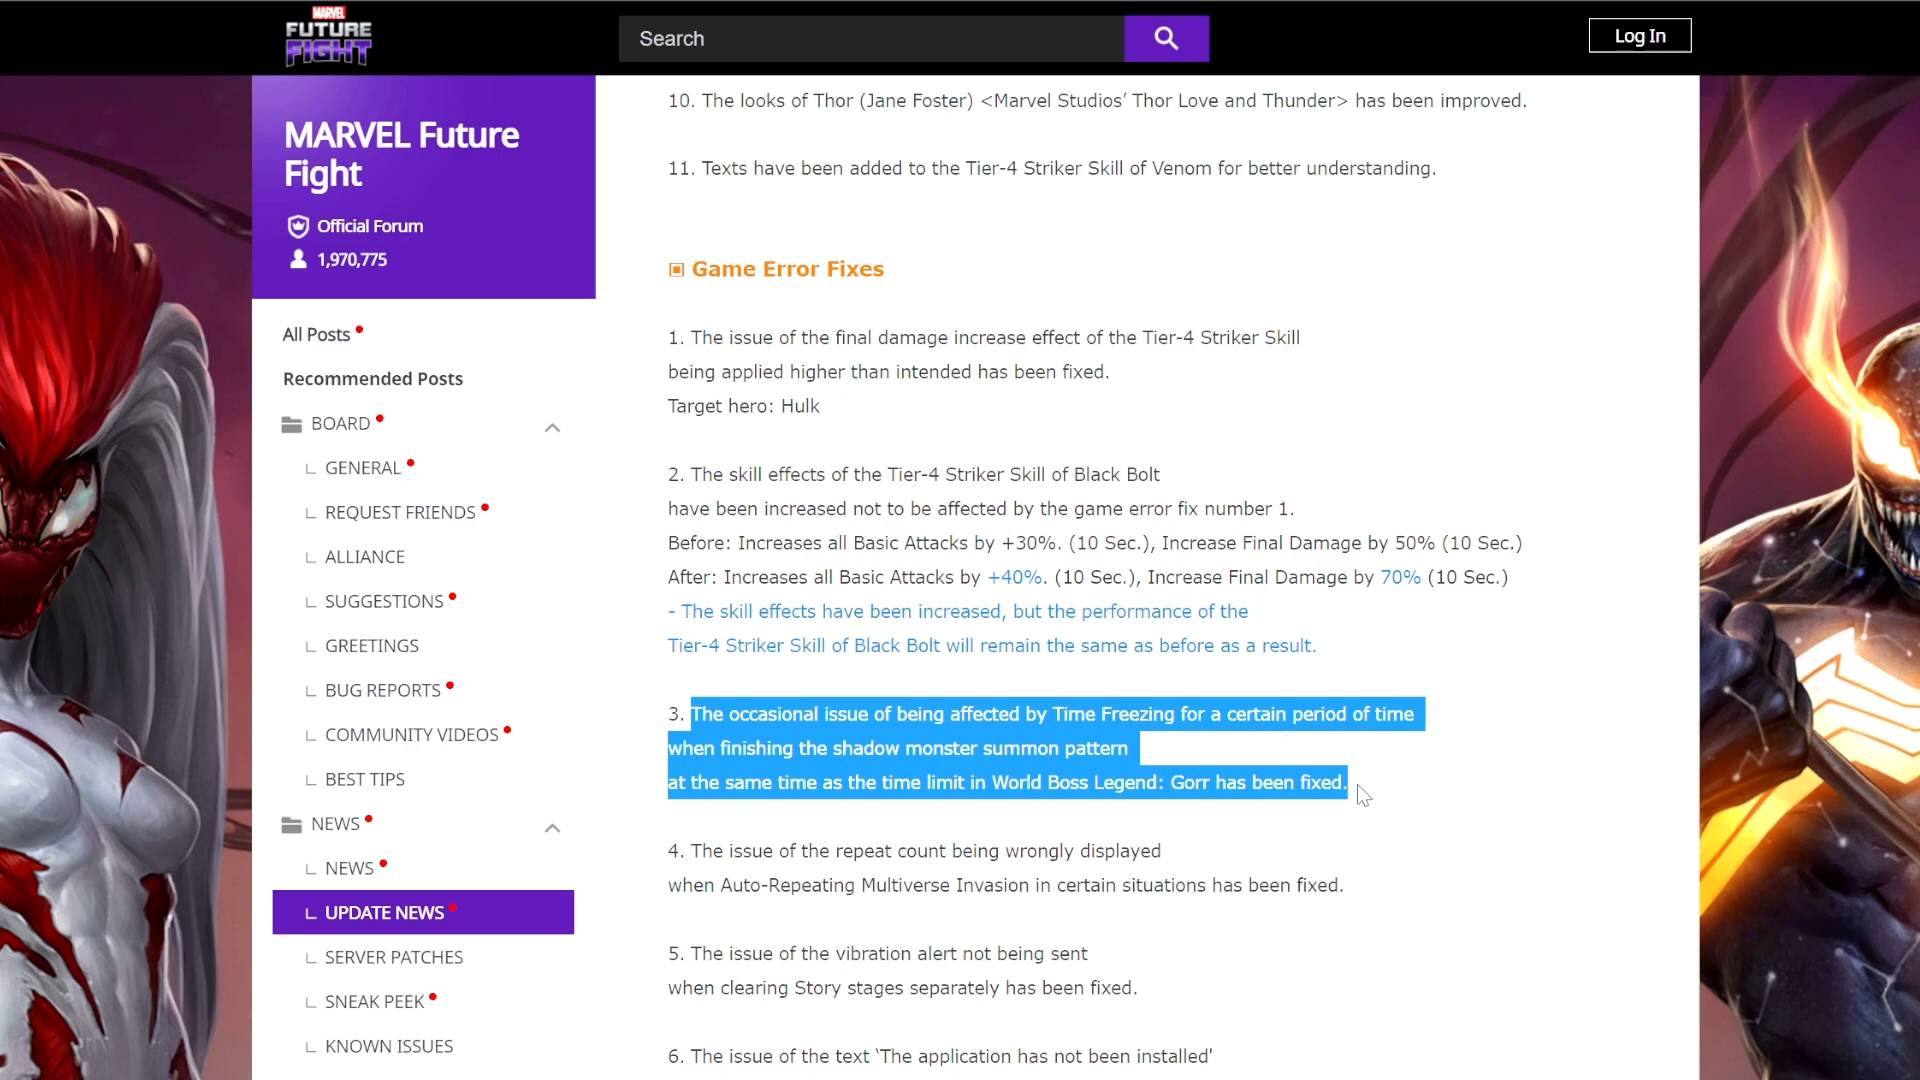 MARVEL
FUTURE
FIGHT
Search
Log In
MARVEL Future
Fight
Official Forum
1,970,775
All Posts
Recommended Posts
BOARD
GENERAL
REQUEST FRIENDS
ALLIANCE
SUGGESTIONS
GREETINGS
BUG REPORTS
COMMUNITY VIDEOS
BEST TIPS
NEWS
NEWS
UPDATE NEWS
SERVER PATCHES
SNEAK PEEK
KNOWN ISSUES
10. The looks of Thor (Jane Foster) <Marvel Studios’ Thor Love and Thunder> has been improved.
11. Texts have been added to the Tier-4 Striker Skill of Venom for better understanding.
▣ Game Error Fixes
1. The issue of the final damage increase effect of the Tier-4 Striker Skill
being applied higher than intended has been fixed.
Target hero: Hulk
2. The skill effects of the Tier-4 Striker Skill of Black Bolt
have been increased not to be affected by the game error fix number 1.
Before: Increases all Basic Attacks by +30%. (10 Sec.), Increase Final Damage by 50% (10 Sec.)
After: Increases all Basic Attacks by +40%. (10 Sec.), Increase Final Damage by 70% (10 Sec.)
- The skill effects have been increased, but the performance of the
Tier-4 Striker Skill of Black Bolt will remain the same as before as a result.
3. The occasional issue of being affected by Time Freezing for a certain period of time
when finishing the shadow monster summon pattern
at the same time as the time limit in World Boss Legend: Gorr has been fixed.
4. The issue of the repeat count being wrongly displayed
when Auto-Repeating Multiverse Invasion in certain situations has been fixed.
5. The issue of the vibration alert not being sent
when clearing Story stages separately has been fixed.
6. The issue of the text ‘The application has not been installed'